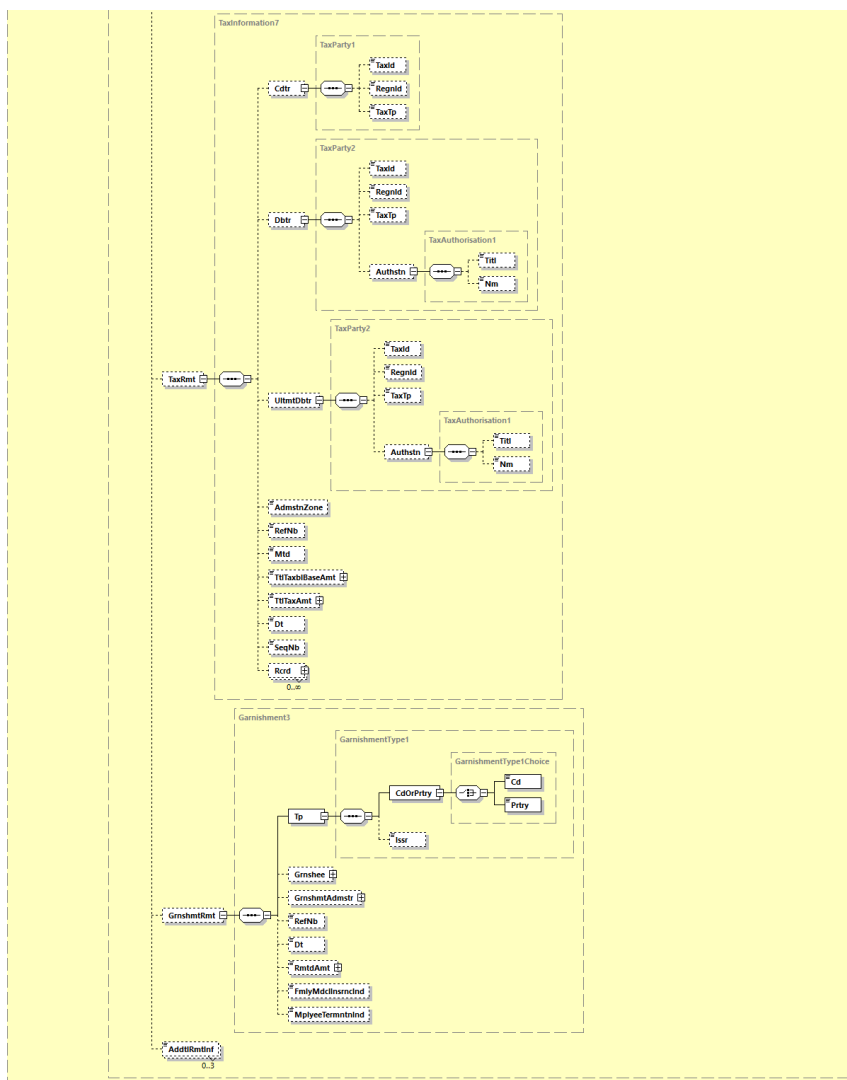 TaxInformation7
TaxParty1
TaxId
Cdtr
RegnId
TaxTp
TaxParty2
TaxId
RegnId
TaxTp
Dbtr
TaxAuthorisation1
Titl
Authstn
Nm
TaxParty2
TaxId
RegnId
TaxRmt
TaxTp
UltmtDbtr
TaxAuthorisation1
Titl
Authstn
Nm
AdmstnZone
RefNb
Mtd
TtlTaxblBaseAmt
TtlTaxAmt
Dt
SeqNb
Rcrd
0..∞
Garnishment3
GarnishmentType1
GarnishmentType1Choice
Cd
CdOrPrtry
Prtry
Tp
Issr
Grnshee
GrnshmtAdmstr
GrnshmtRmt
RefNb
Dt
RmtdAmt
FmlyMdclInsrncInd
MplyeeTermntnInd
AddtlRmtInf
0..3